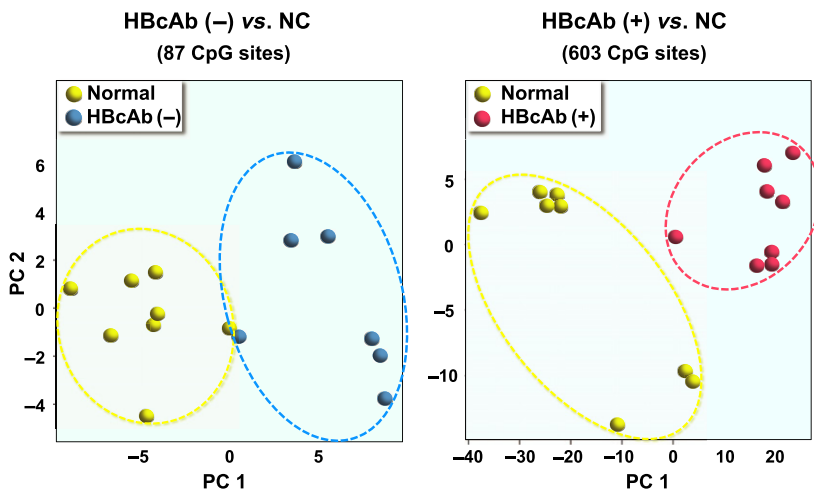 HBcAb (–) vs. NC
(87 CpG sites)
Normal
HBcAb (–)
PC 2
6
4
2
0
–2
–4
–5
0
5
PC 1
HBcAb (+) vs. NC
(603 CpG sites)
Normal
HBcAb (+)
5
0
–5
–10
–40
–30
–20
–10
0
10
20
PC 1